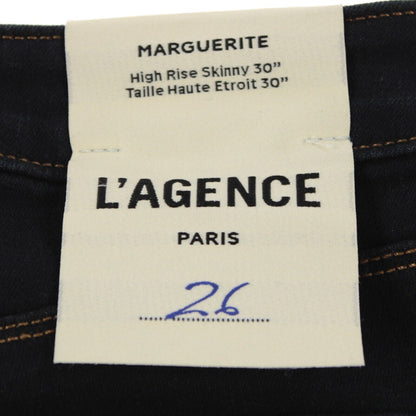 MARGUERITE
High Rise Skinny 30”
Taille Haute Etroit 30”
L’AGENCE
PARIS
26